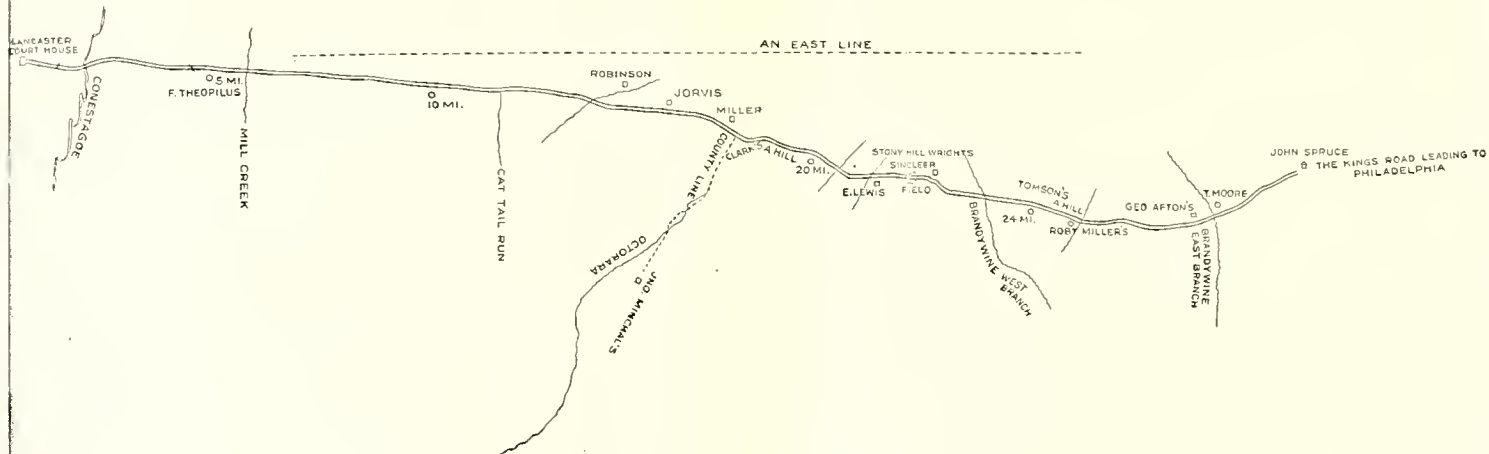 LANCASTER
COURT HOUSE
CONESTAGOE
5 MI.
F. THEOPILUS
MILL CREEK
AN EAST LINE
10 MI.
CAT TAIL RUN
ROBINSON
JORVIS
MILLER
COUNTY LINE
OCTORARA
JNO. MINCHAL'S
CLARK'S A HILL
20 MI.
E. LEWIS
STONY HILL WRIGHTS
SINCLEER
FIELD
BRANDYWINE WEST
BRANCH
24 MI.
TOMSON'S
A HILL
ROBT MILLER'S
GEO AFTON'S
T. MOORE
BRANDYWINE
EAST BRANCH
JOHN SPRUCE
& THE KINGS ROAD LEADING TO
PHILADELPHIA